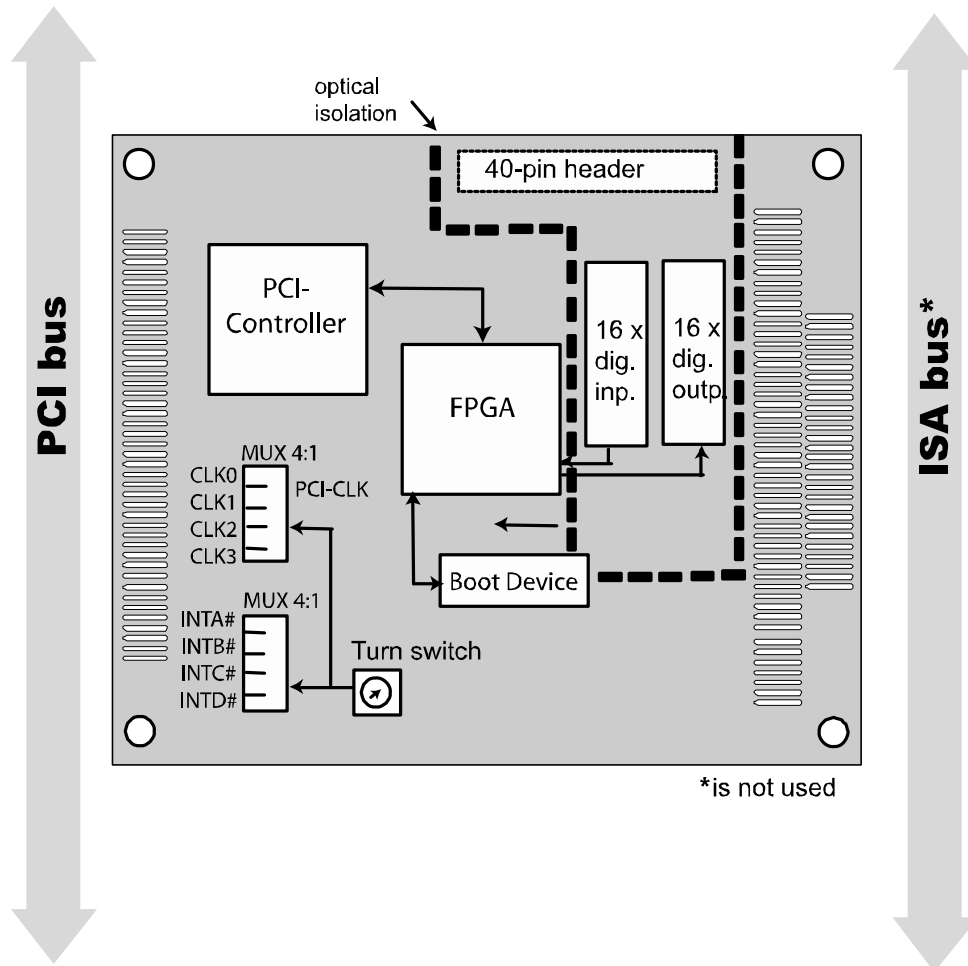 optical
isolation
40-pin header
PCI bus
ISA bus*
PCI-
Controller
16 x
dig.
inp.
16 x
dig.
outp.
FPGA
MUX 4:1
CLK0
PCI-CLK
CLK1
CLK2
CLK3
Boot Device
MUX 4:1
INTA#
INTB#
INTC#
INTD#
Turn switch
*is not used